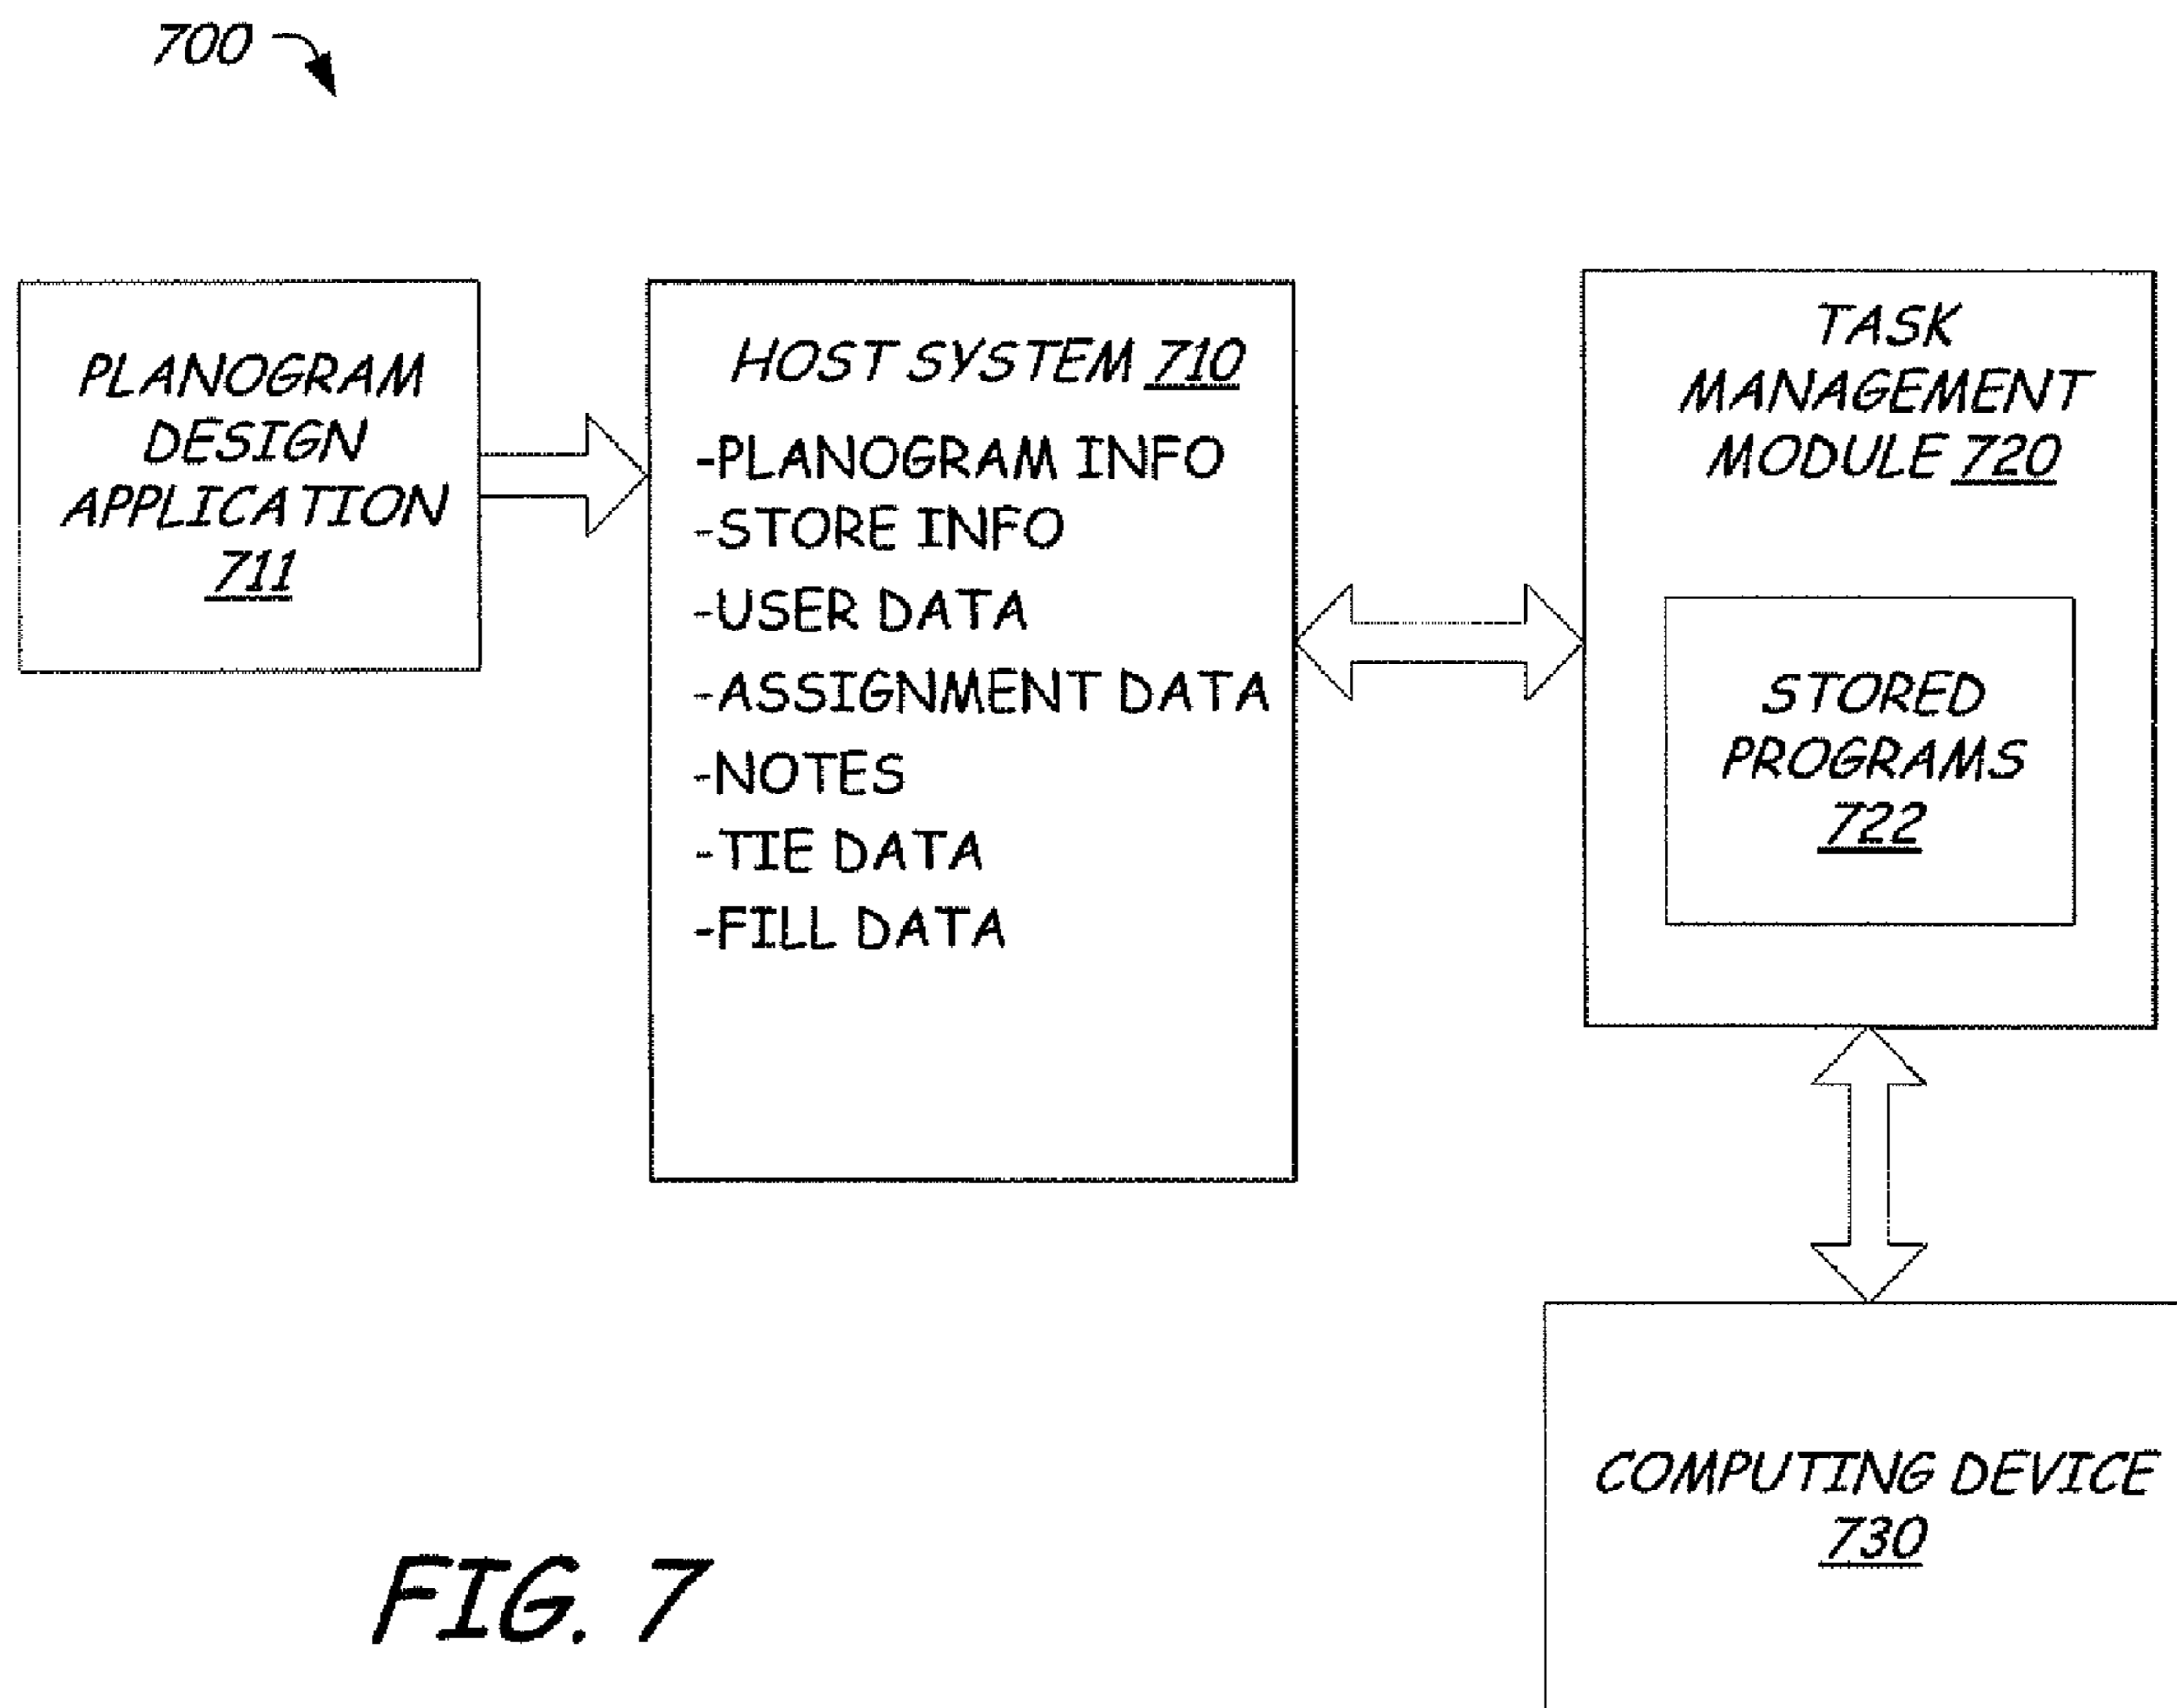 700
PLANOGRAM
DESIGN
APPLICATION
711
HOST SYSTEM 710
-PLANOGRAM INFO
-STORE INFO
-USER DATA
-ASSIGNMENT DATA
-NOTES
-TIE DATA
-FILL DATA
TASK
MANAGEMENT
MODULE 720
STORED
PROGRAMS
722
COMPUTING DEVICE
730
FIG. 7